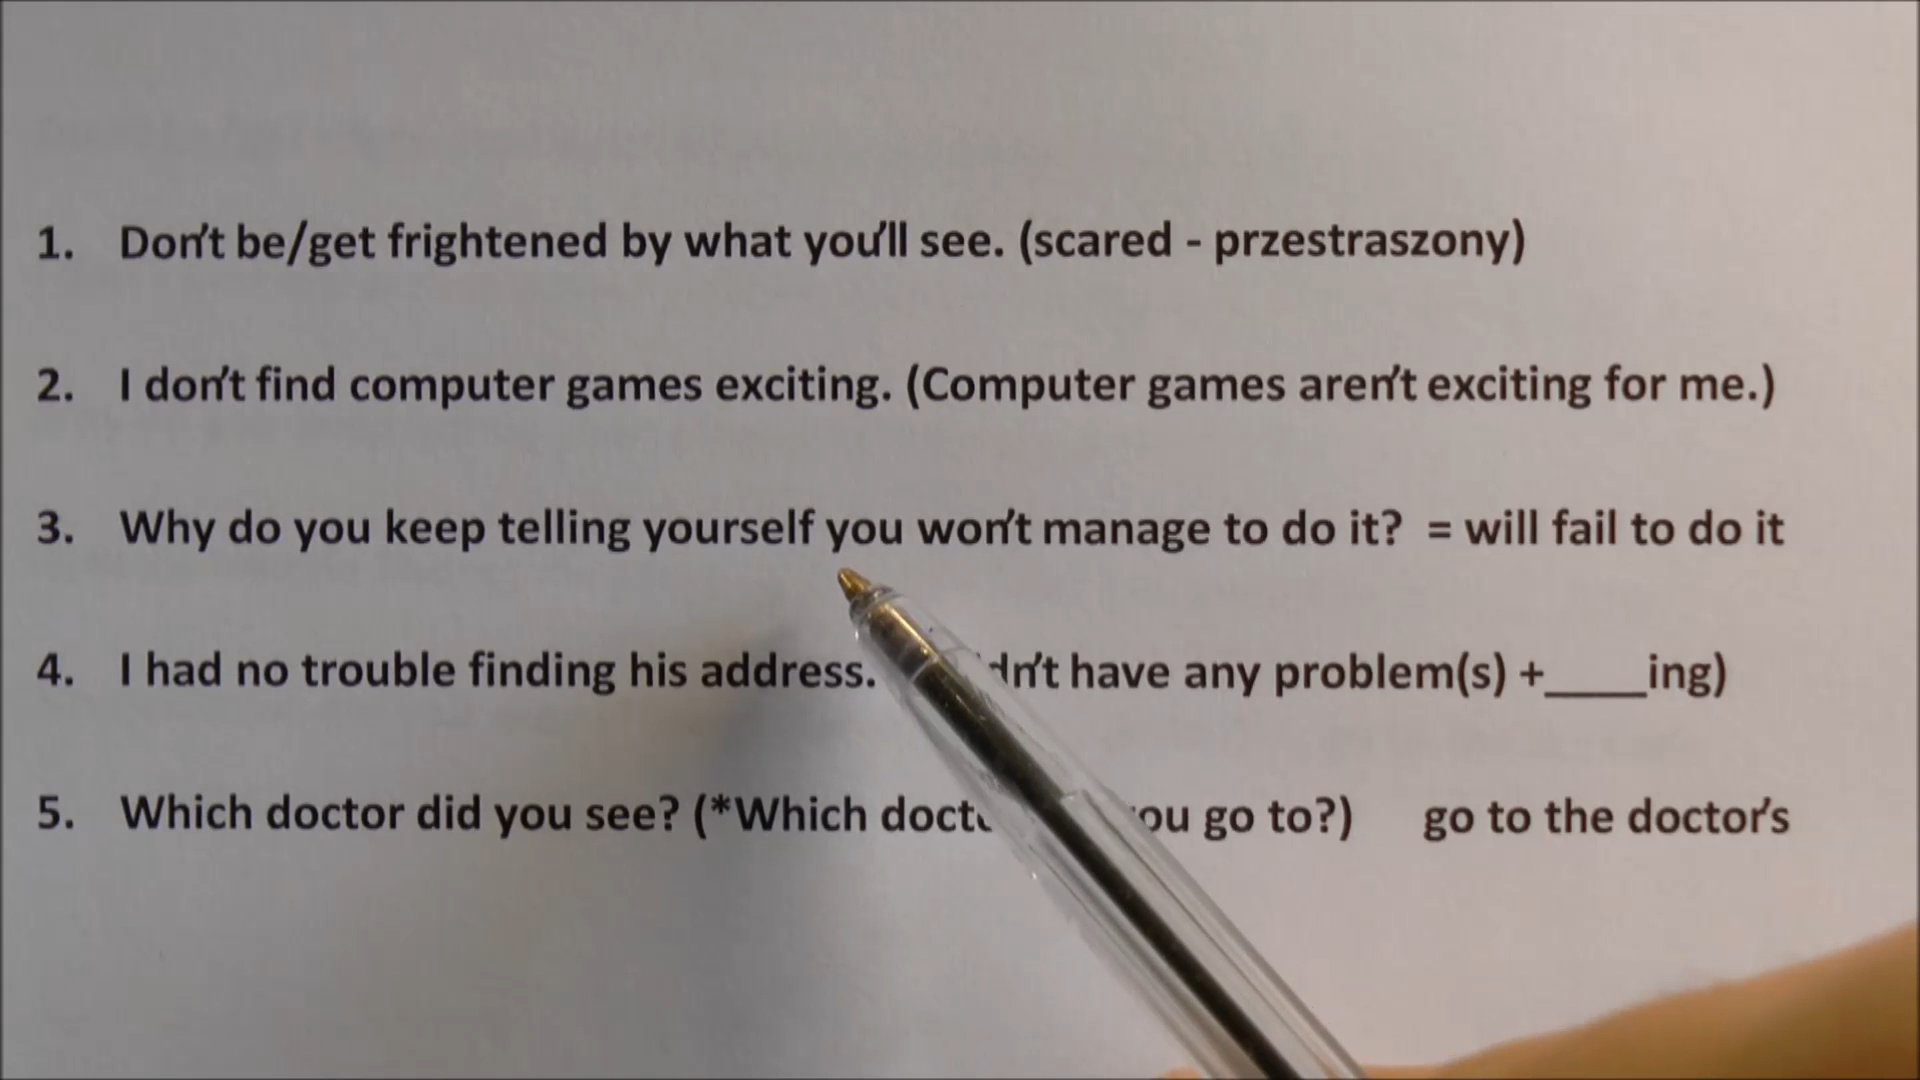 1. Don't be/get frightened by what you'll see. (scared - przestraszony)
2. I don't find computer games exciting. (Computer games aren't exciting for me.)
3. Why do you keep telling yourself you won't manage to do it? = will fail to do it
4. I had no trouble finding his address. have any problem(s) +____ing)
5. Which doctor did you see? (*Which go to?) go to the doctor's